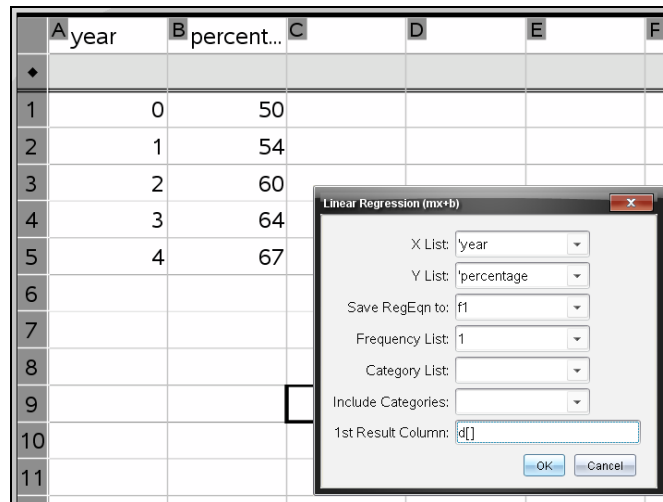 A year B percent... C D E F
◆
1 0 50
2 1 54
3 2 60
4 3 64
5 4 67
6
7
8
9
10
11
Linear Regression (mx+b) x
X List: 'year
Y List: 'percentage
Save RegEqn to: f1
Frequency List: 1
Category List:
Include Categories:
1st Result Column: d[]
OK Cancel